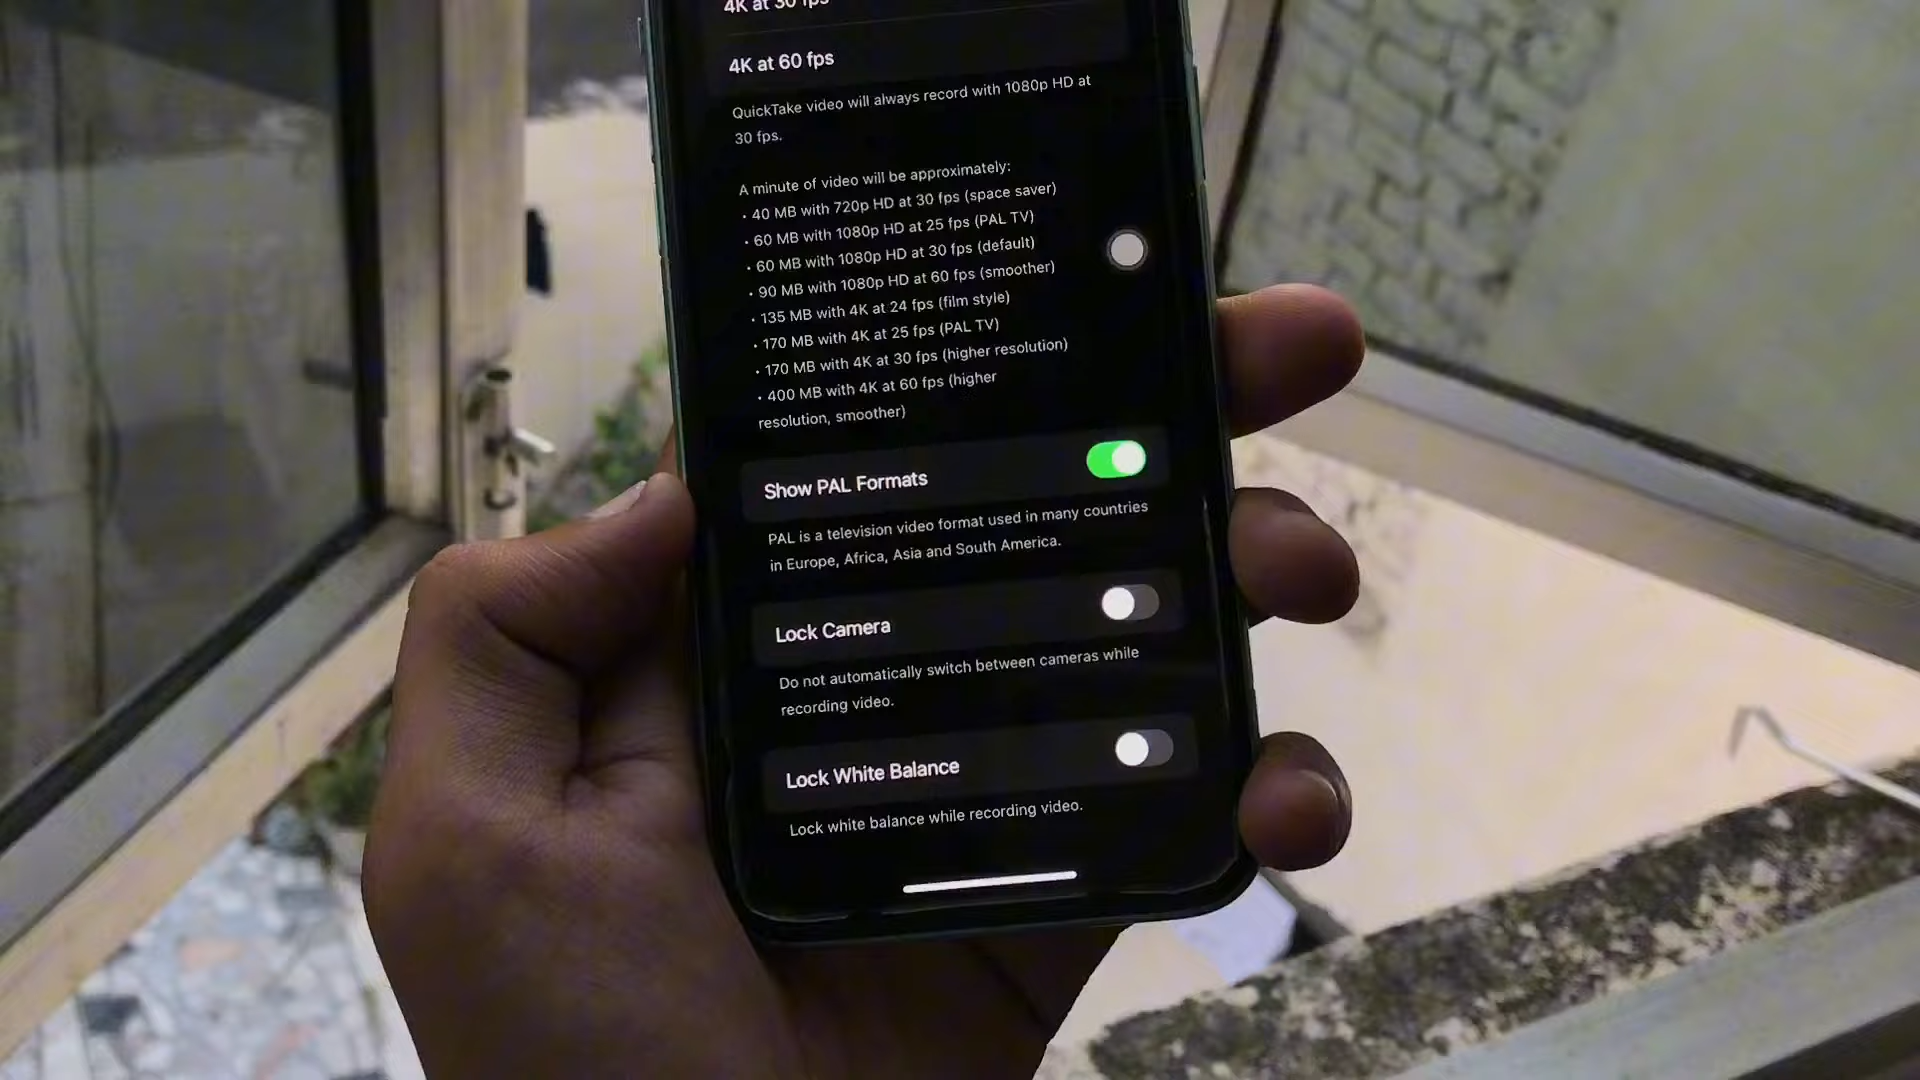 4K at 30 fps
4K at 60 fps
QuickTake video will always record with 1080p HD at
30 fps.
A minute of video will be approximately:
• 40 MB with 720p HD at 30 fps (space saver)
• 60 MB with 1080p HD at 25 fps (PAL TV)
• 60 MB with 1080p HD at 30 fps (default)
• 90 MB with 1080p HD at 60 fps (smoother)
• 135 MB with 4K at 24 fps (film style)
• 170 MB with 4K at 25 fps (PAL TV)
• 170 MB with 4K at 30 fps (higher resolution)
• 400 MB with 4K at 60 fps (higher
resolution, smoother)
Show PAL Formats
PAL is a television video format used in many countries
in Europe, Africa, Asia and South America.
Lock Camera
Do not automatically switch between cameras while
recording video.
Lock White Balance
Lock white balance while recording video.